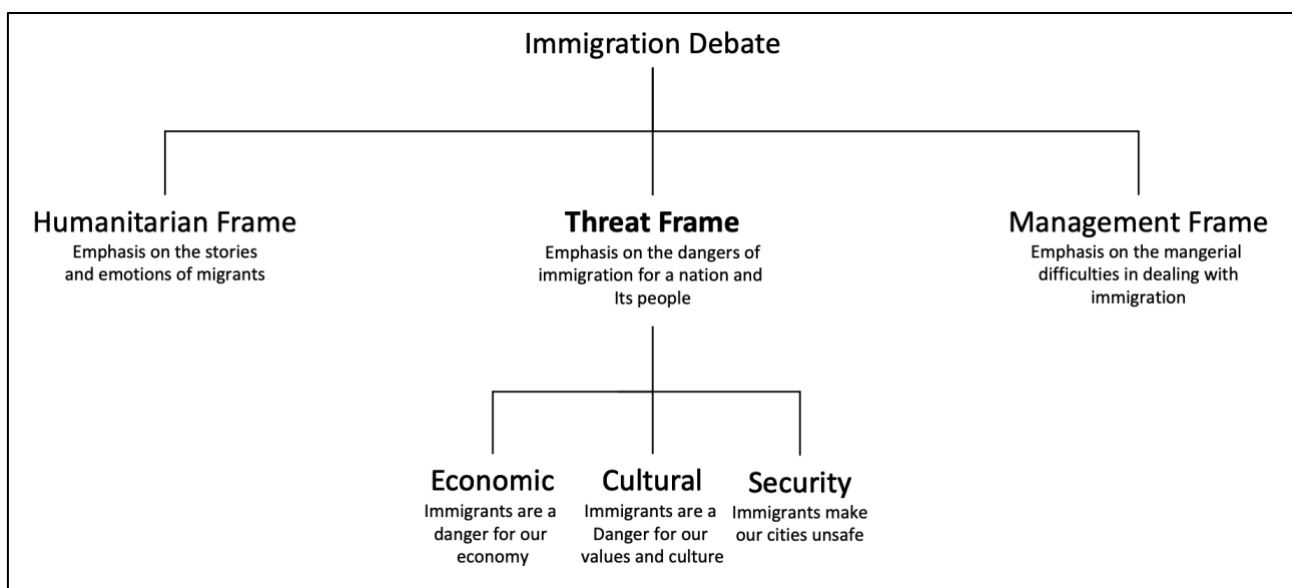 Immigration Debate
Humanitarian Frame
Emphasis on the stories
and emotions of migrants
Threat Frame
Emphasis on the dangers of
immigration for a nation and
Its people
Management Frame
Emphasis on the mangerial
difficulties in dealing with
immigration
Economic
Immigrants are a
danger for our
economy
Cultural
Immigrants are a
Danger for our
values and culture
Security
Immigrants make
our cities unsafe